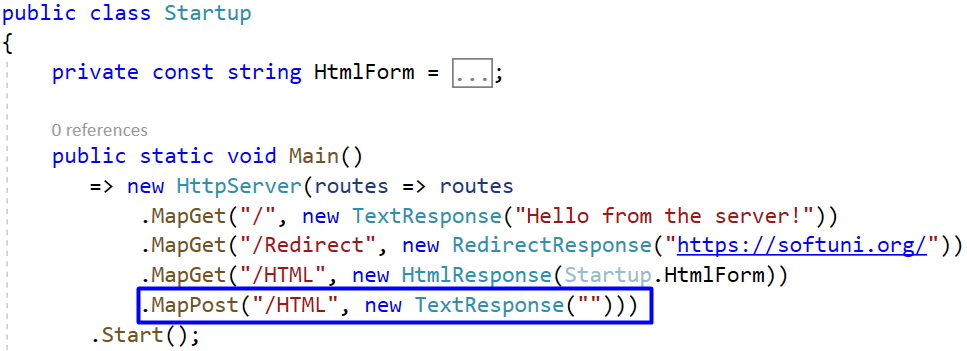 public class Startup
{
private const string HtmlForm = ...;
0 references
public static void Main()
=> new HttpServer(routes => routes
.MapGet("/", new TextResponse("Hello from the server!"))
.MapGet("/Redirect", new RedirectResponse("https://softuni.org/"))
.MapGet("/HTML", new HtmlResponse(Startup.HtmlForm))
.MapPost("/HTML", new TextResponse("")))
.Start();